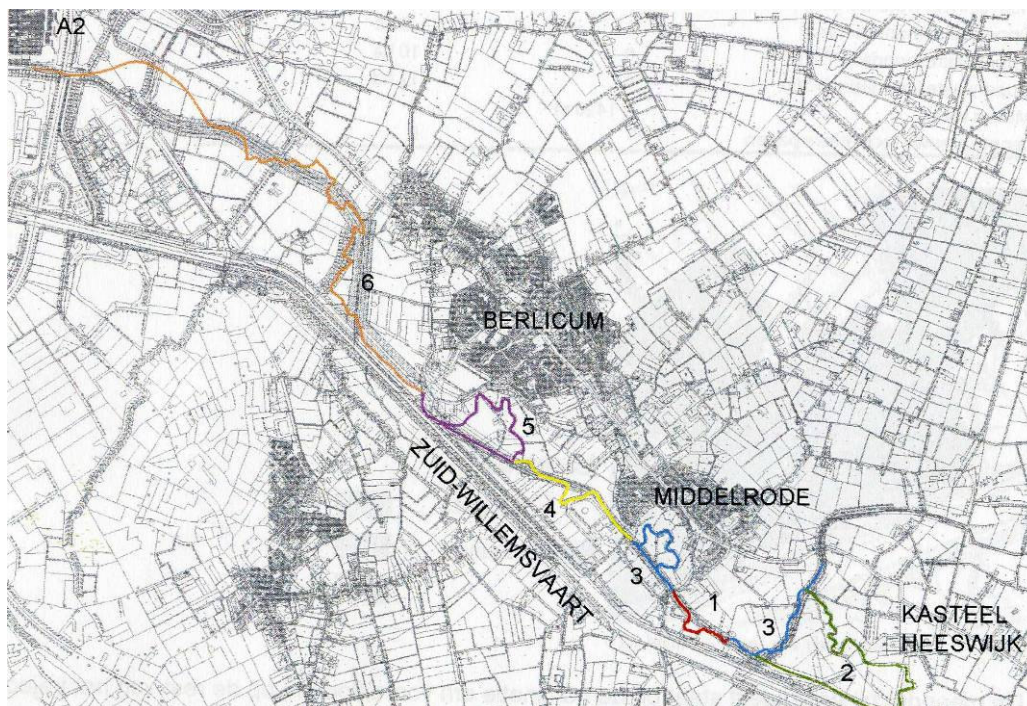 A2
6
BERLICUM
5
ZUID-WILLEMSVAART
4
MIDDELRODE
3
1
3
KASTEEL
HEESWIJK
2